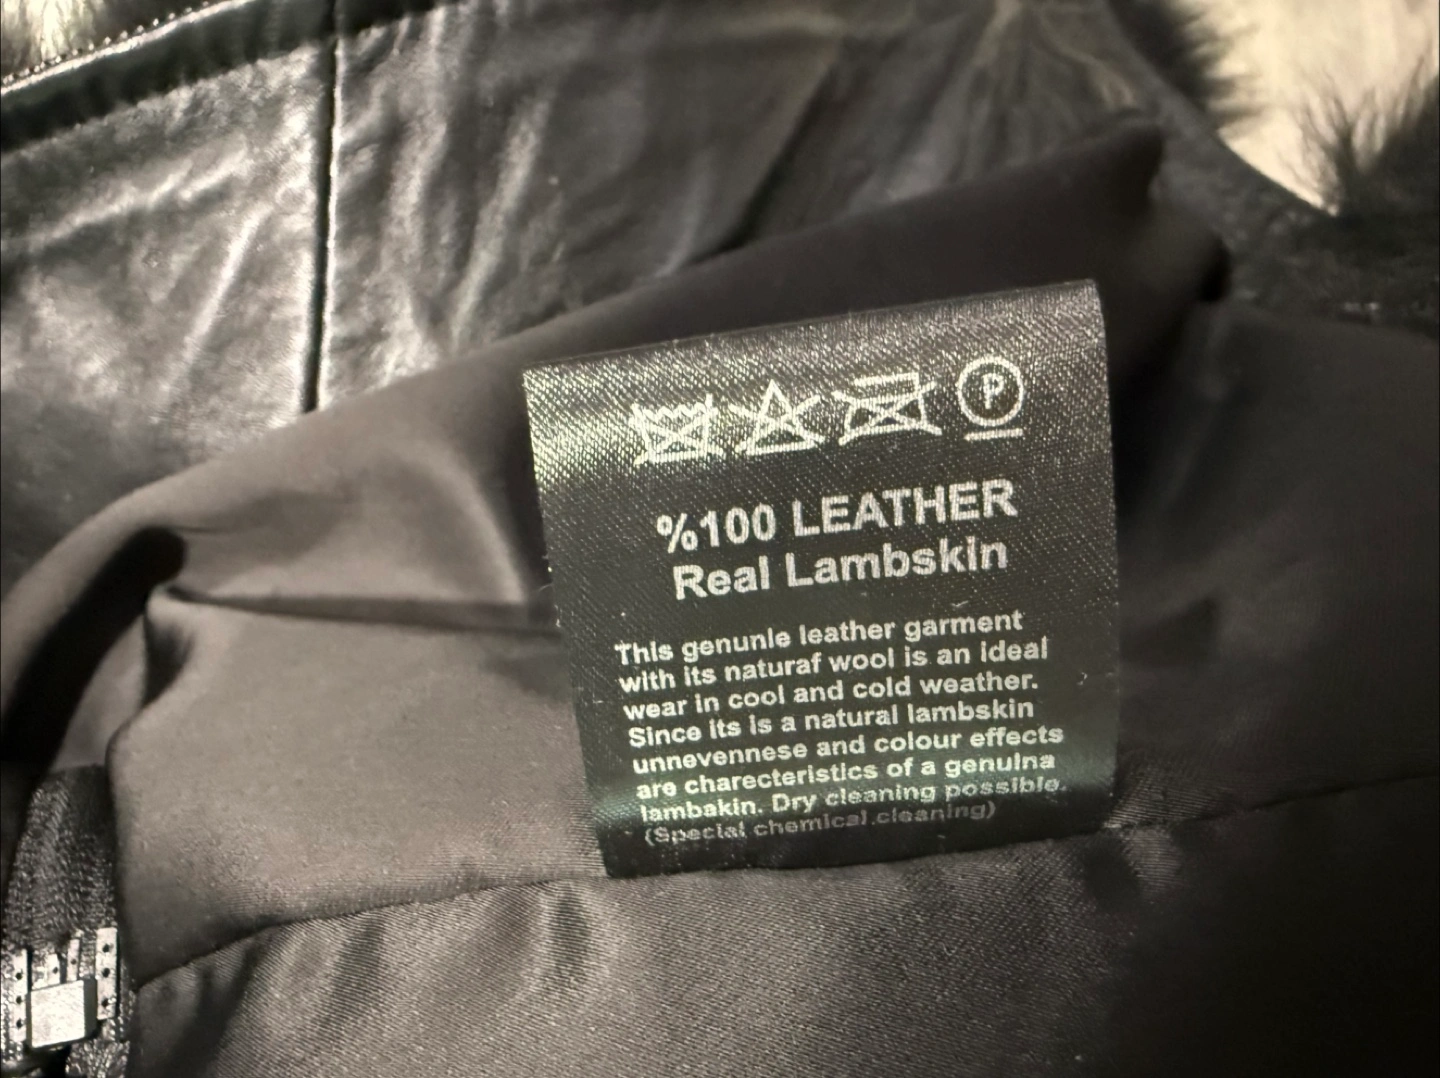 P
%100 LEATHER
Real Lambskin
This genunle leather garment
with its naturaf wool is an ideal
wear in cool and cold weather.
Since its is a natural lambskin
unnevennese and colour effects
are charecteristics of a genuina
lambakin. Dry cleaning possible.
(Special chemical.cleaning)